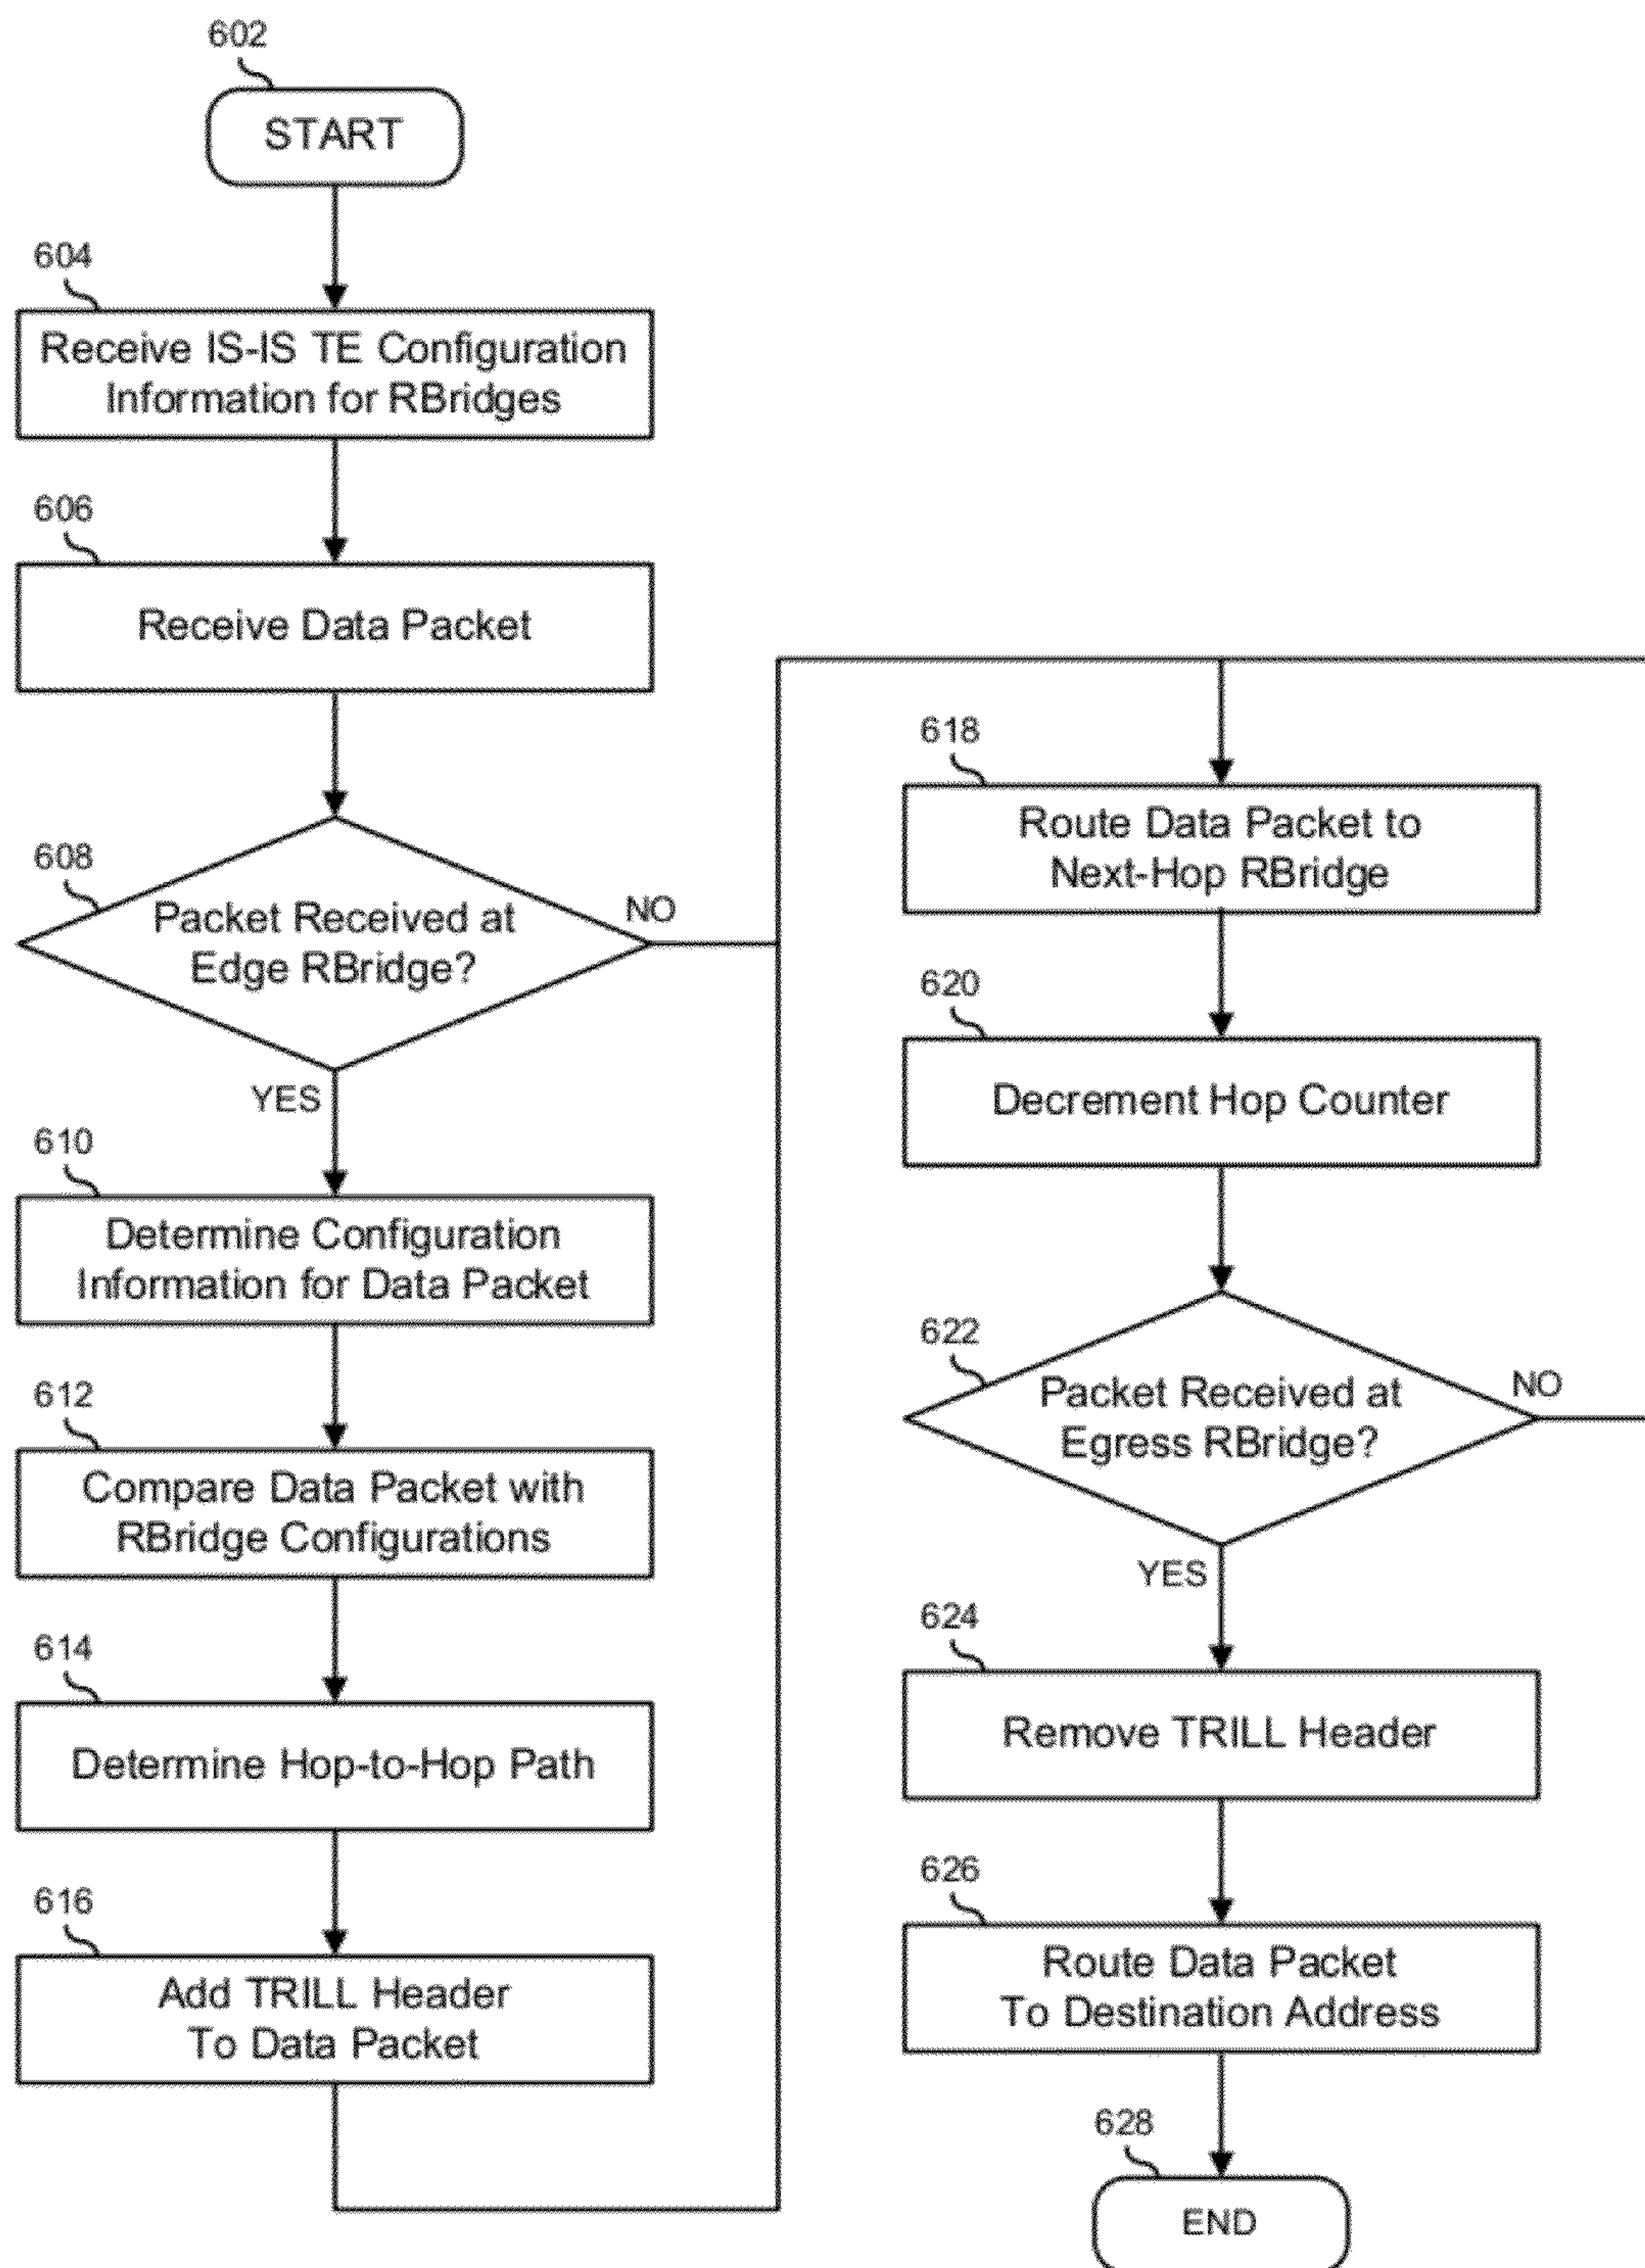 602
START
604
Receive IS-IS TE Configuration
Information for RBridges
606
Receive Data Packet
608
Packet Received at
Edge RBridge?
NO
YES
610
Determine Configuration
Information for Data Packet
612
Compare Data Packet with
RBridge Configurations
614
Determine Hop-to-Hop Path
616
Add TRILL Header
To Data Packet
618
Route Data Packet to
Next-Hop RBridge
620
Decrement Hop Counter
622
Packet Received at
Egress RBridge?
NO
YES
624
Remove TRILL Header
626
Route Data Packet
To Destination Address
628
END